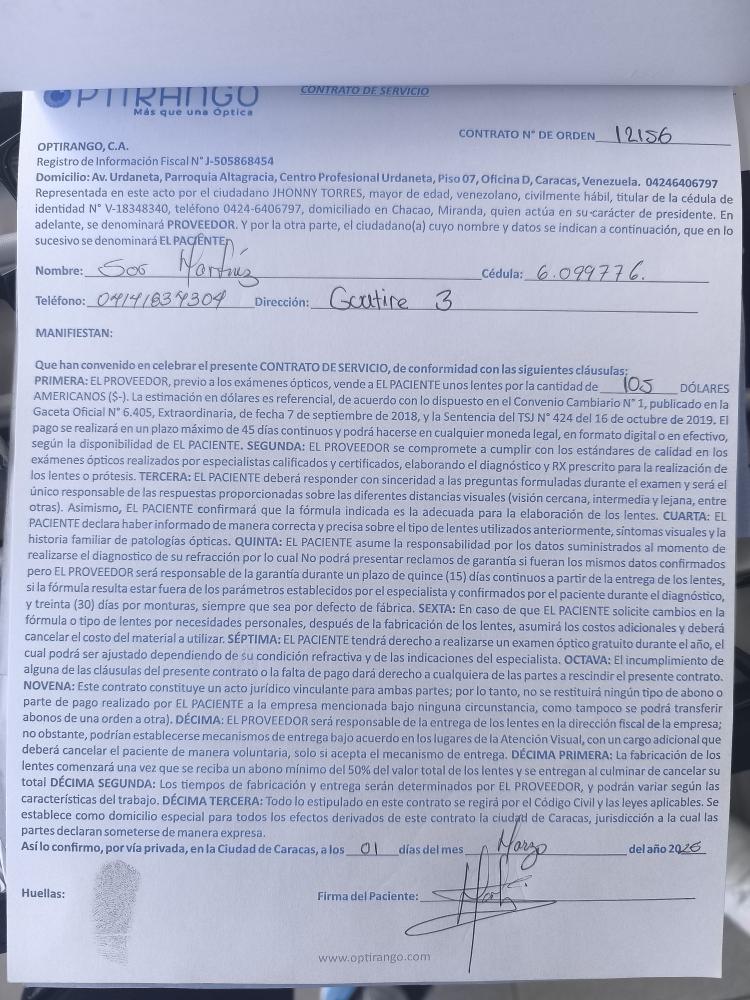 OPTIRANGO
Más que una Óptica
CONTRATO DE SERVICIO
CONTRATO N° DE ORDEN 12156
OPTIRANGO, C.A.
Registro de Información Fiscal N° J-505868454
Domicilio: Av. Urdaneta, Parroquia Altagracia, Centro Profesional Urdaneta, Piso 07, Oficina D, Caracas, Venezuela. 04246406797
Representada en este acto por el ciudadano JHONNY TORRES, mayor de edad, venezolano, civilmente hábil, titular de la cédula de
identidad N° V-18348340, teléfono 0424-6406797, domiciliado en Chacao, Miranda, quien actúa en su carácter de presidente. En
adelante, se denominará PROVEEDOR. Y por la otra parte, el ciudadano(a) cuyo nombre y datos se indican a continuación, que en lo
sucesivo se denominará EL PACIENTE,
Nombre: Martínez Cédula: 6.099776.
Teléfono: 04141837304 Dirección: Guatire 3
MANIFIESTAN:
Que han convenido en celebrar el presente CONTRATO DE SERVICIO, de conformidad con las siguientes cláusulas:
PRIMERA: EL PROVEEDOR, previo a los exámenes ópticos, vende a EL PACIENTE unos lentes por la cantidad de 105 DÓLARES
AMERICANOS ($-). La estimación en dólares es referencial, de acuerdo con lo dispuesto en el Convenio Cambiario N° 1, publicado en la
Gaceta Oficial N° 6.405, Extraordinaria, de fecha 7 de septiembre de 2018, y la Sentencia del TSJ N° 424 del 16 de octubre de 2019. El
pago se realizará en un plazo máximo de 45 días continuos y podrá hacerse en cualquier moneda legal, en formato digital o en efectivo,
según la disponibilidad de EL PACIENTE. SEGUNDA: EL PROVEEDOR se compromete a cumplir con los estándares de calidad en los
exámenes ópticos realizados por especialistas calificados y certificados, elaborando el diagnóstico y RX prescrito para la realización de
los lentes o prótesis. TERCERA: EL PACIENTE deberá responder con sinceridad a las preguntas formuladas durante el examen y será el
único responsable de las respuestas proporcionadas sobre las diferentes distancias visuales (visión cercana, intermedia y lejana, entre
otras). Asimismo, EL PACIENTE confirmará que la fórmula indicada es la adecuada para la elaboración de los lentes. CUARTA: EL
PACIENTE declara haber informado de manera correcta y precisa sobre el tipo de lentes utilizados anteriormente, síntomas visuales y la
historia familiar de patologías ópticas. QUINTA: EL PACIENTE asume la responsabilidad por los datos suministrados al momento de
realizarse el diagnostico de su refracción por lo cual No podrá presentar reclamos de garantía si fueran los mismos datos confirmados
pero EL PROVEEDOR será responsable de la garantía durante un plazo de quince (15) días continuos a partir de la entrega de los lentes,
si la fórmula resulta estar fuera de los parámetros establecidos por el especialista y confirmados por el paciente durante el diagnóstico,
y treinta (30) días por monturas, siempre que sea por defecto de fábrica. SEXTA: En caso de que EL PACIENTE solicite cambios en la
fórmula o tipo de lentes por necesidades personales, después de la fabricación de los lentes, asumirá los costos adicionales y deberá
cancelar el costo del material a utilizar. SÉPTIMA: EL PACIENTE tendrá derecho a realizarse un examen óptico gratuito durante el año, el
cual podrá ser ajustado dependiendo de su condición refractiva y de las indicaciones del especialista. OCTAVA: El incumplimiento de
alguna de las cláusulas del presente contrato o la falta de pago dará derecho a cualquiera de las partes a rescindir el presente contrato.
NOVENA: Este contrato constituye un acto jurídico vinculante para ambas partes; por lo tanto, no se restituirá ningún tipo de abono o
parte de pago realizado por EL PACIENTE a la empresa mencionada bajo ninguna circunstancia, como tampoco se podrá transferir
abonos de una orden a otra). DÉCIMA: EL PROVEEDOR será responsable de la entrega de los lentes en la dirección fiscal de la empresa;
no obstante, podrían establecerse mecanismos de entrega bajo acuerdo en los lugares de la Atención Visual, con un cargo adicional que
deberá cancelar el paciente de manera voluntaria, solo si acepta el mecanismo de entrega. DÉCIMA PRIMERA: La fabricación de los
lentes comenzará una vez que se reciba un abono mínimo del 50% del valor total de los lentes y se entregan al culminar de cancelar su
total DÉCIMA SEGUNDA: Los tiempos de fabricación y entrega serán determinados por EL PROVEEDOR, y podrán variar según las
características del trabajo. DÉCIMA TERCERA: Todo lo estipulado en este contrato se regirá por el Código Civil y las leyes aplicables. Se
establece como domicilio especial para todos los efectos derivados de este contrato la ciudad de Caracas, jurisdicción a la cual las
partes declaran someterse de manera expresa.
Así lo confirmo, por vía privada, en la Ciudad de Caracas, a los 01 días del mes Marzo del año 2026
Huellas: Firma del Paciente:
www.optirango.com